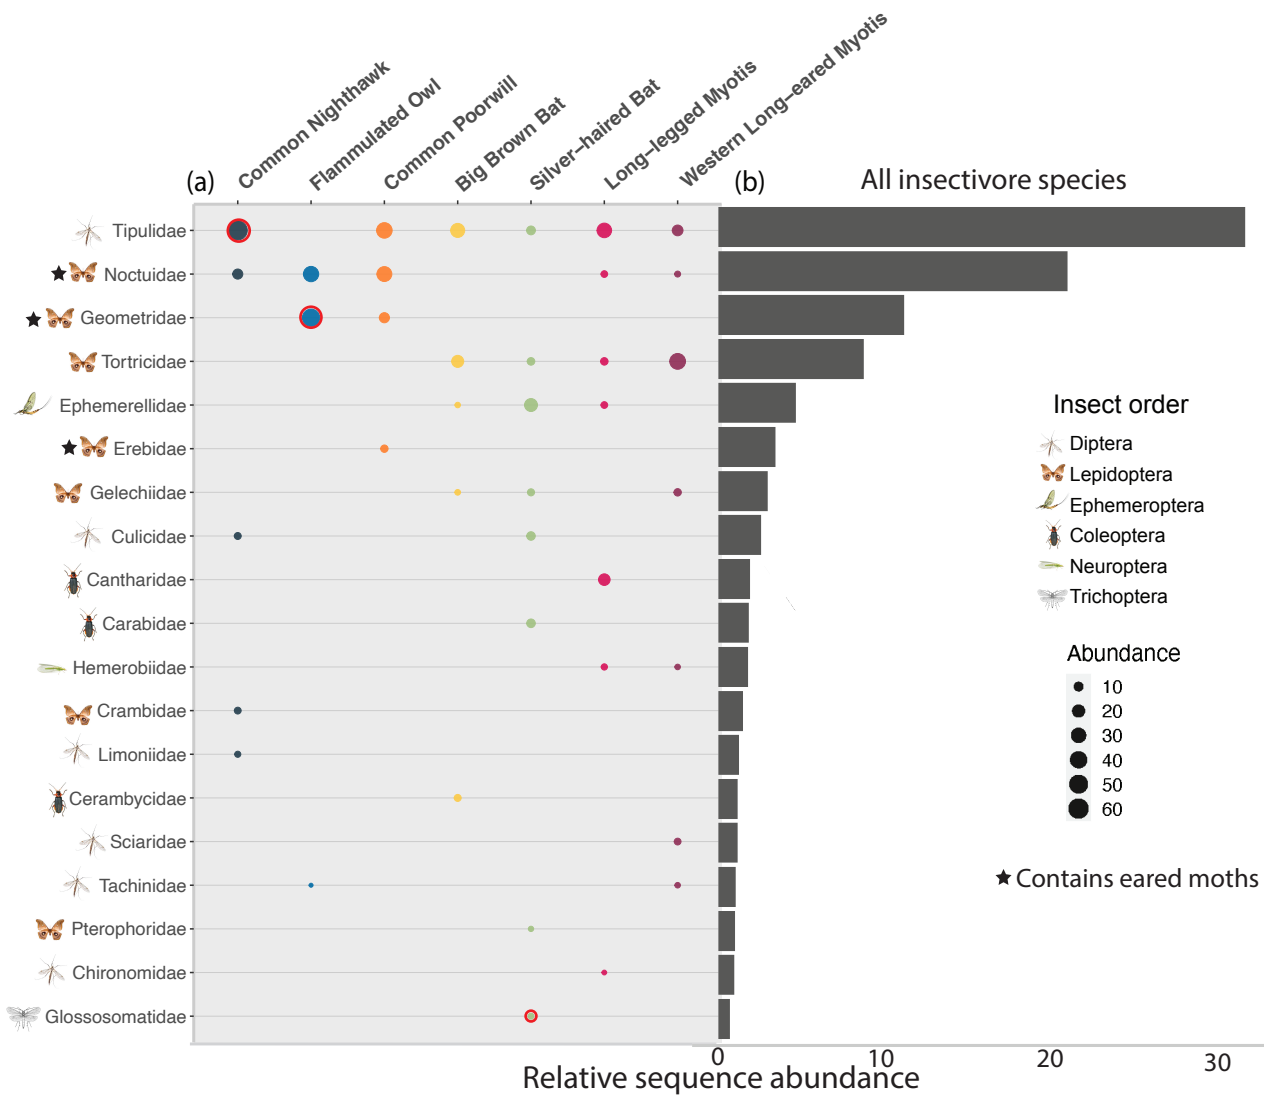 Common Nighthawk
Flammulated Owl
Common Poorwill
Big Brown Bat
Silver–haired Bat
Long–legged Myotis
Western Long–eared Myotis
(a)
(b)
All insectivore species
Tipulidae
Noctuidae
Geometridae
Tortricidae
Ephemerellidae
Erebidae
Gelechiidae
Culicidae
Cantharidae
Carabidae
Hemerobiidae
Crambidae
Limoniidae
Cerambycidae
Sciaridae
Tachinidae
Pterophoridae
Chironomidae
Glossosomatidae
Insect order
Diptera
Lepidoptera
Ephemeroptera
Coleoptera
Neuroptera
Trichoptera
Abundance
10
20
30
40
50
60
★ Contains eared moths
0 10 20 30
Relative sequence abundance